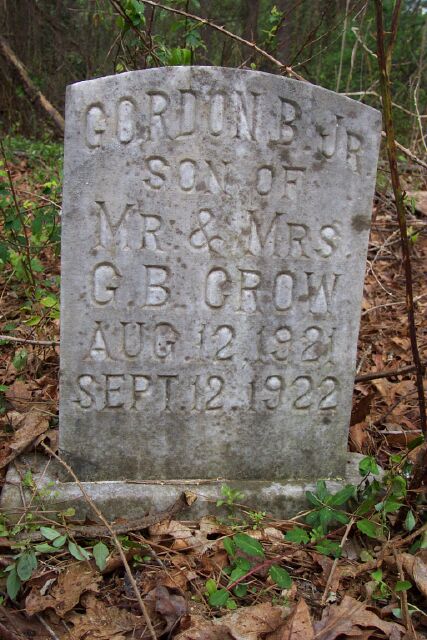 GORDON B. JR
SON OF
MR & MRS.
G.B. CROW
AUG. 12. 1921
SEPT. 12. 1922